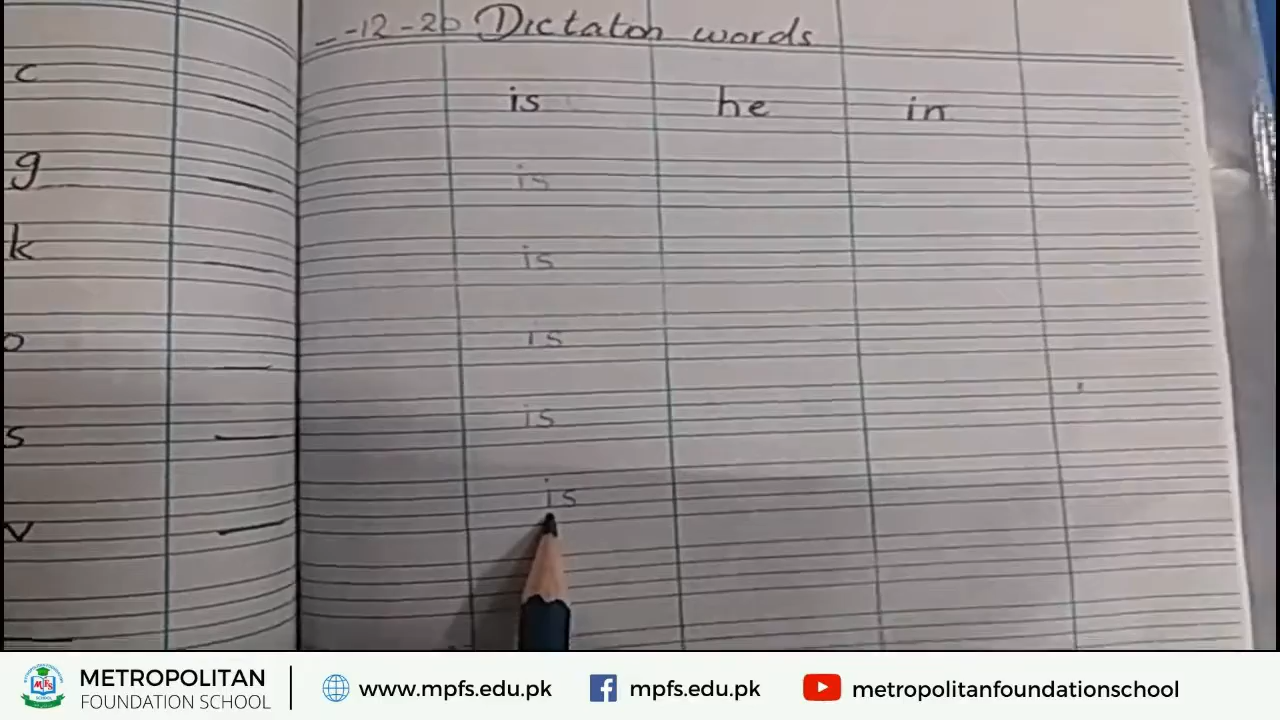 _-12-20 Dictaton words
c
is he in
g
is
k
is
o
is
s
is
is
v
METROPOLITAN
FOUNDATION SCHOOL
www.mpfs.edu.pk
mpfs.edu.pk
metropolitanfoundationschool